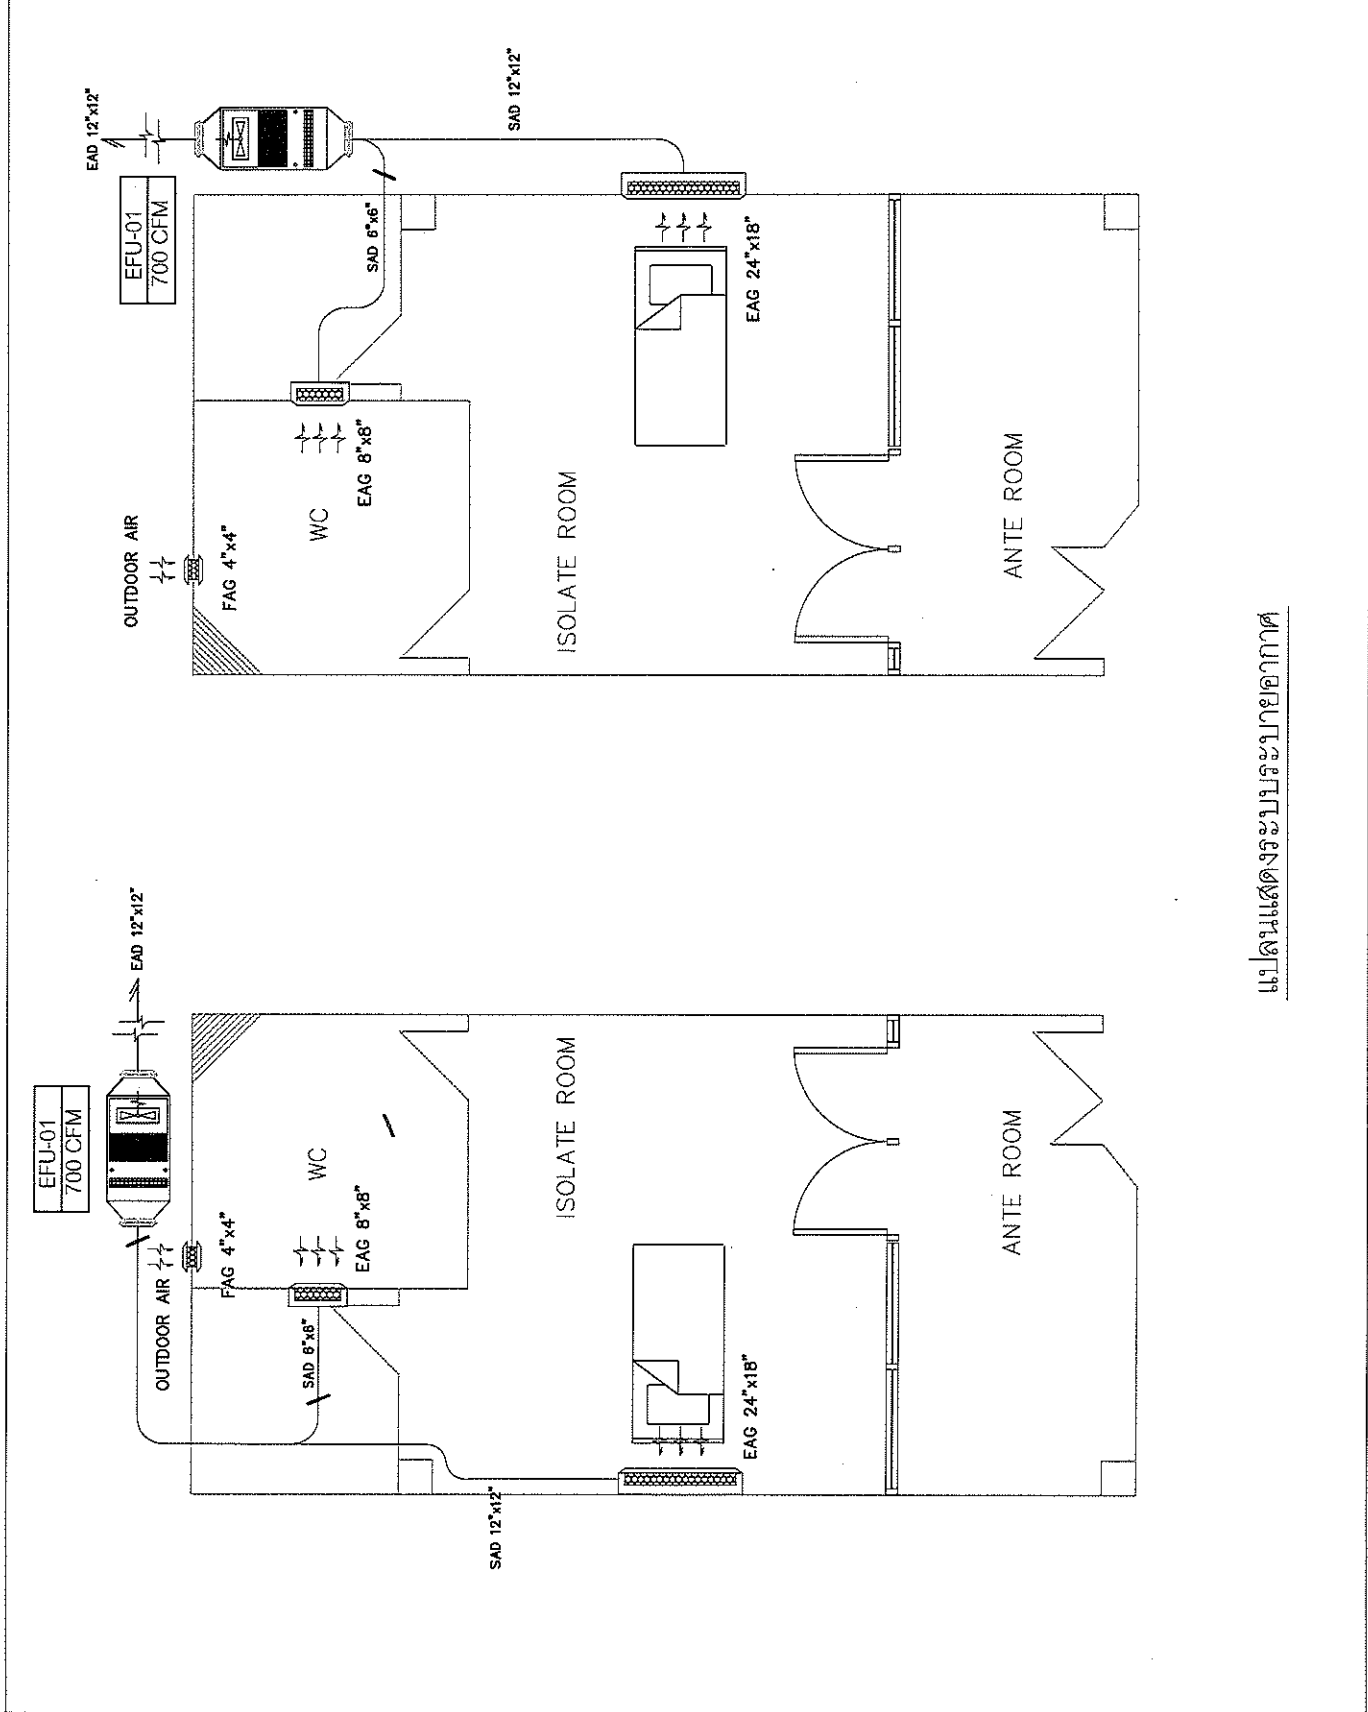 EFU-01
700 CFM
EAD 12"x12"
OUTDOOR AIR
FAG 4"x4"
WC
EAG 8"x8"
SAD 6"x6"
SAD 12"x12"
ISOLATE ROOM
EAG 24"x18"
ANTE ROOM
EAD 12"x12"
EFU-01
700 CFM
SAD 12"x12"
SAD 6"x6"
OUTDOOR AIR
FAG 4"x4"
WC
EAG 8"x8"
ISOLATE ROOM
EAG 24"x18"
ANTE ROOM
แปลนแสดงระบบระบายอากาศ